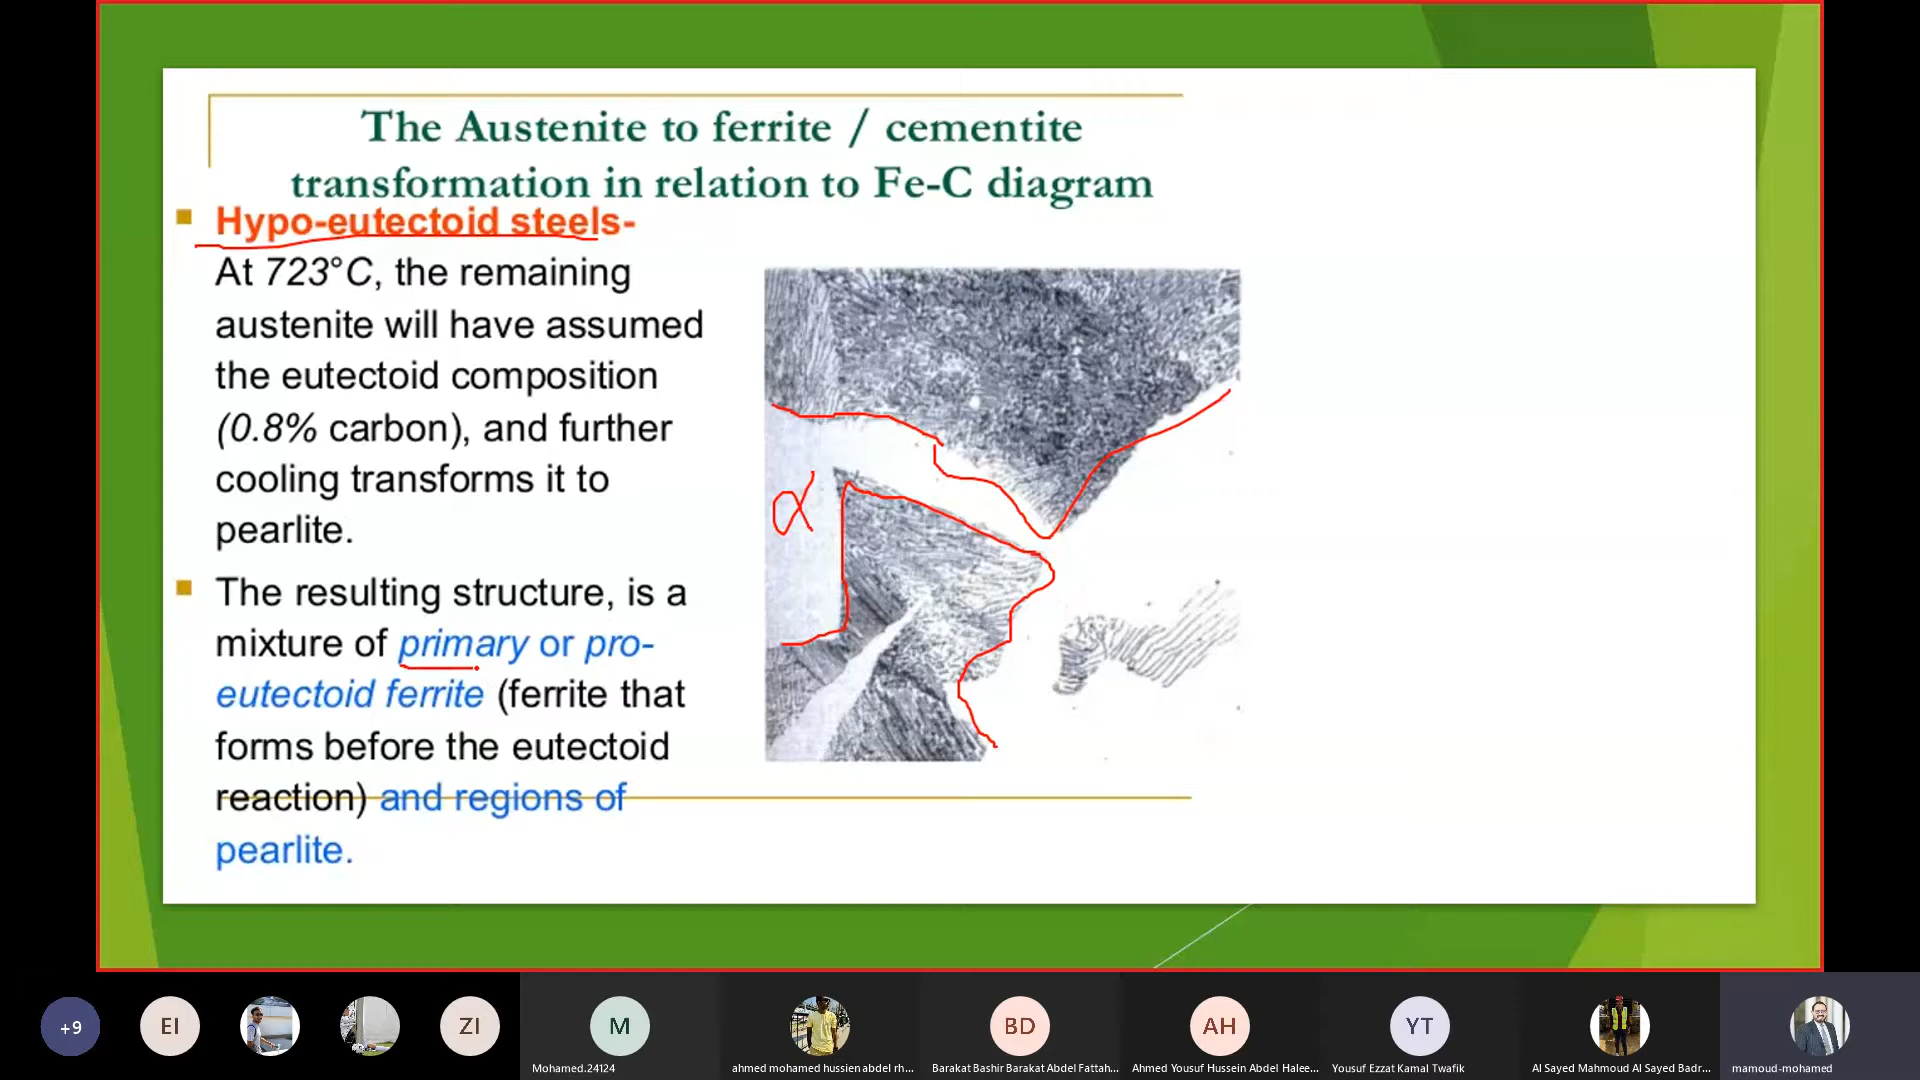 The Austenite to ferrite / cementite
transformation in relation to Fe-C diagram
Hypo-eutectoid steels-
At 723°C, the remaining
austenite will have assumed
the eutectoid composition
(0.8% carbon), and further
cooling transforms it to
pearlite.
The resulting structure, is a
mixture of primary or pro-
eutectoid ferrite (ferrite that
forms before the eutectoid
reaction) and regions of
pearlite.
α
+9
EI
ZI
M
BD
AH
YT
Mohamed.24124
ahmed mohamed hussien abdel rh...
Barakat Bashir Barakat Abdel Fattah...
Ahmed Yousuf Hussein Abdel Halee...
Yousuf Ezzat Kamal Twafik
Al Sayed Mahmoud Al Sayed Badr...
mamoud-mohamed